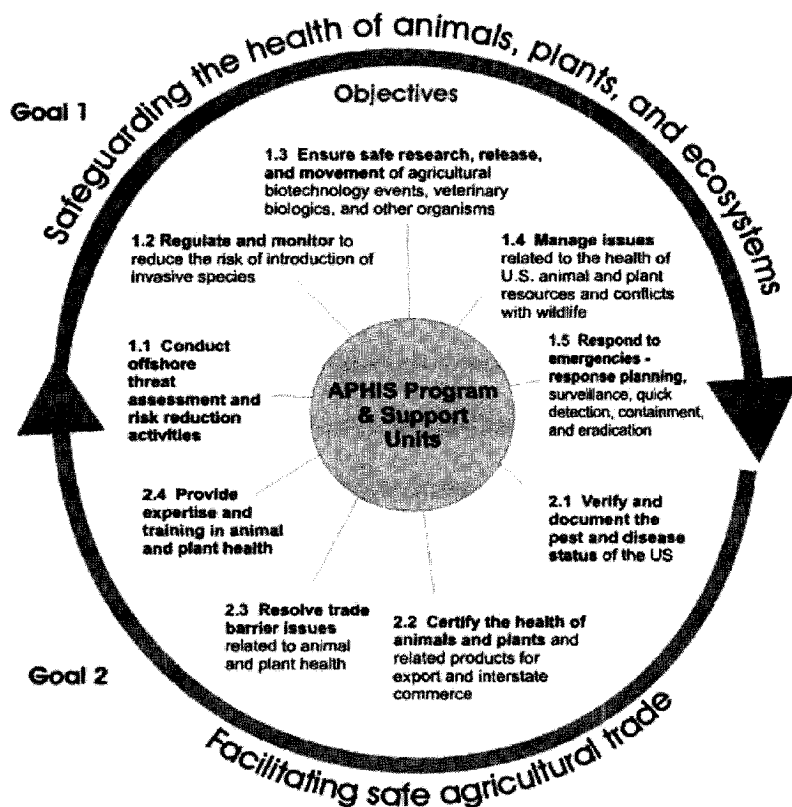 Safeguarding the health of animals, plants, and ecosystems
Goal 1
Objectives
1.3 Ensure safe research, release,
and movement of agricultural
biotechnology events, veterinary
biologics, and other organisms
1.2 Regulate and monitor to
reduce the risk of introduction of
invasive species
1.4 Manage issues
related to the health of
U.S. animal and plant
resources and conflicts
with wildlife
1.1 Conduct
offshore
threat
assessment and
risk reduction
activities
1.5 Respond to
emergencies -
response planning,
surveillance, quick
detection, containment,
and eradication
APHIS Program
& Support
Units
2.4 Provide
expertise and
training in animal
and plant health
2.1 Verify and
document the
pest and disease
status of the US
2.3 Resolve trade
barrier issues
related to animal
and plant health
2.2 Certify the health of
animals and plants and
related products for
export and interstate
commerce
Goal 2
Facilitating safe agricultural trade